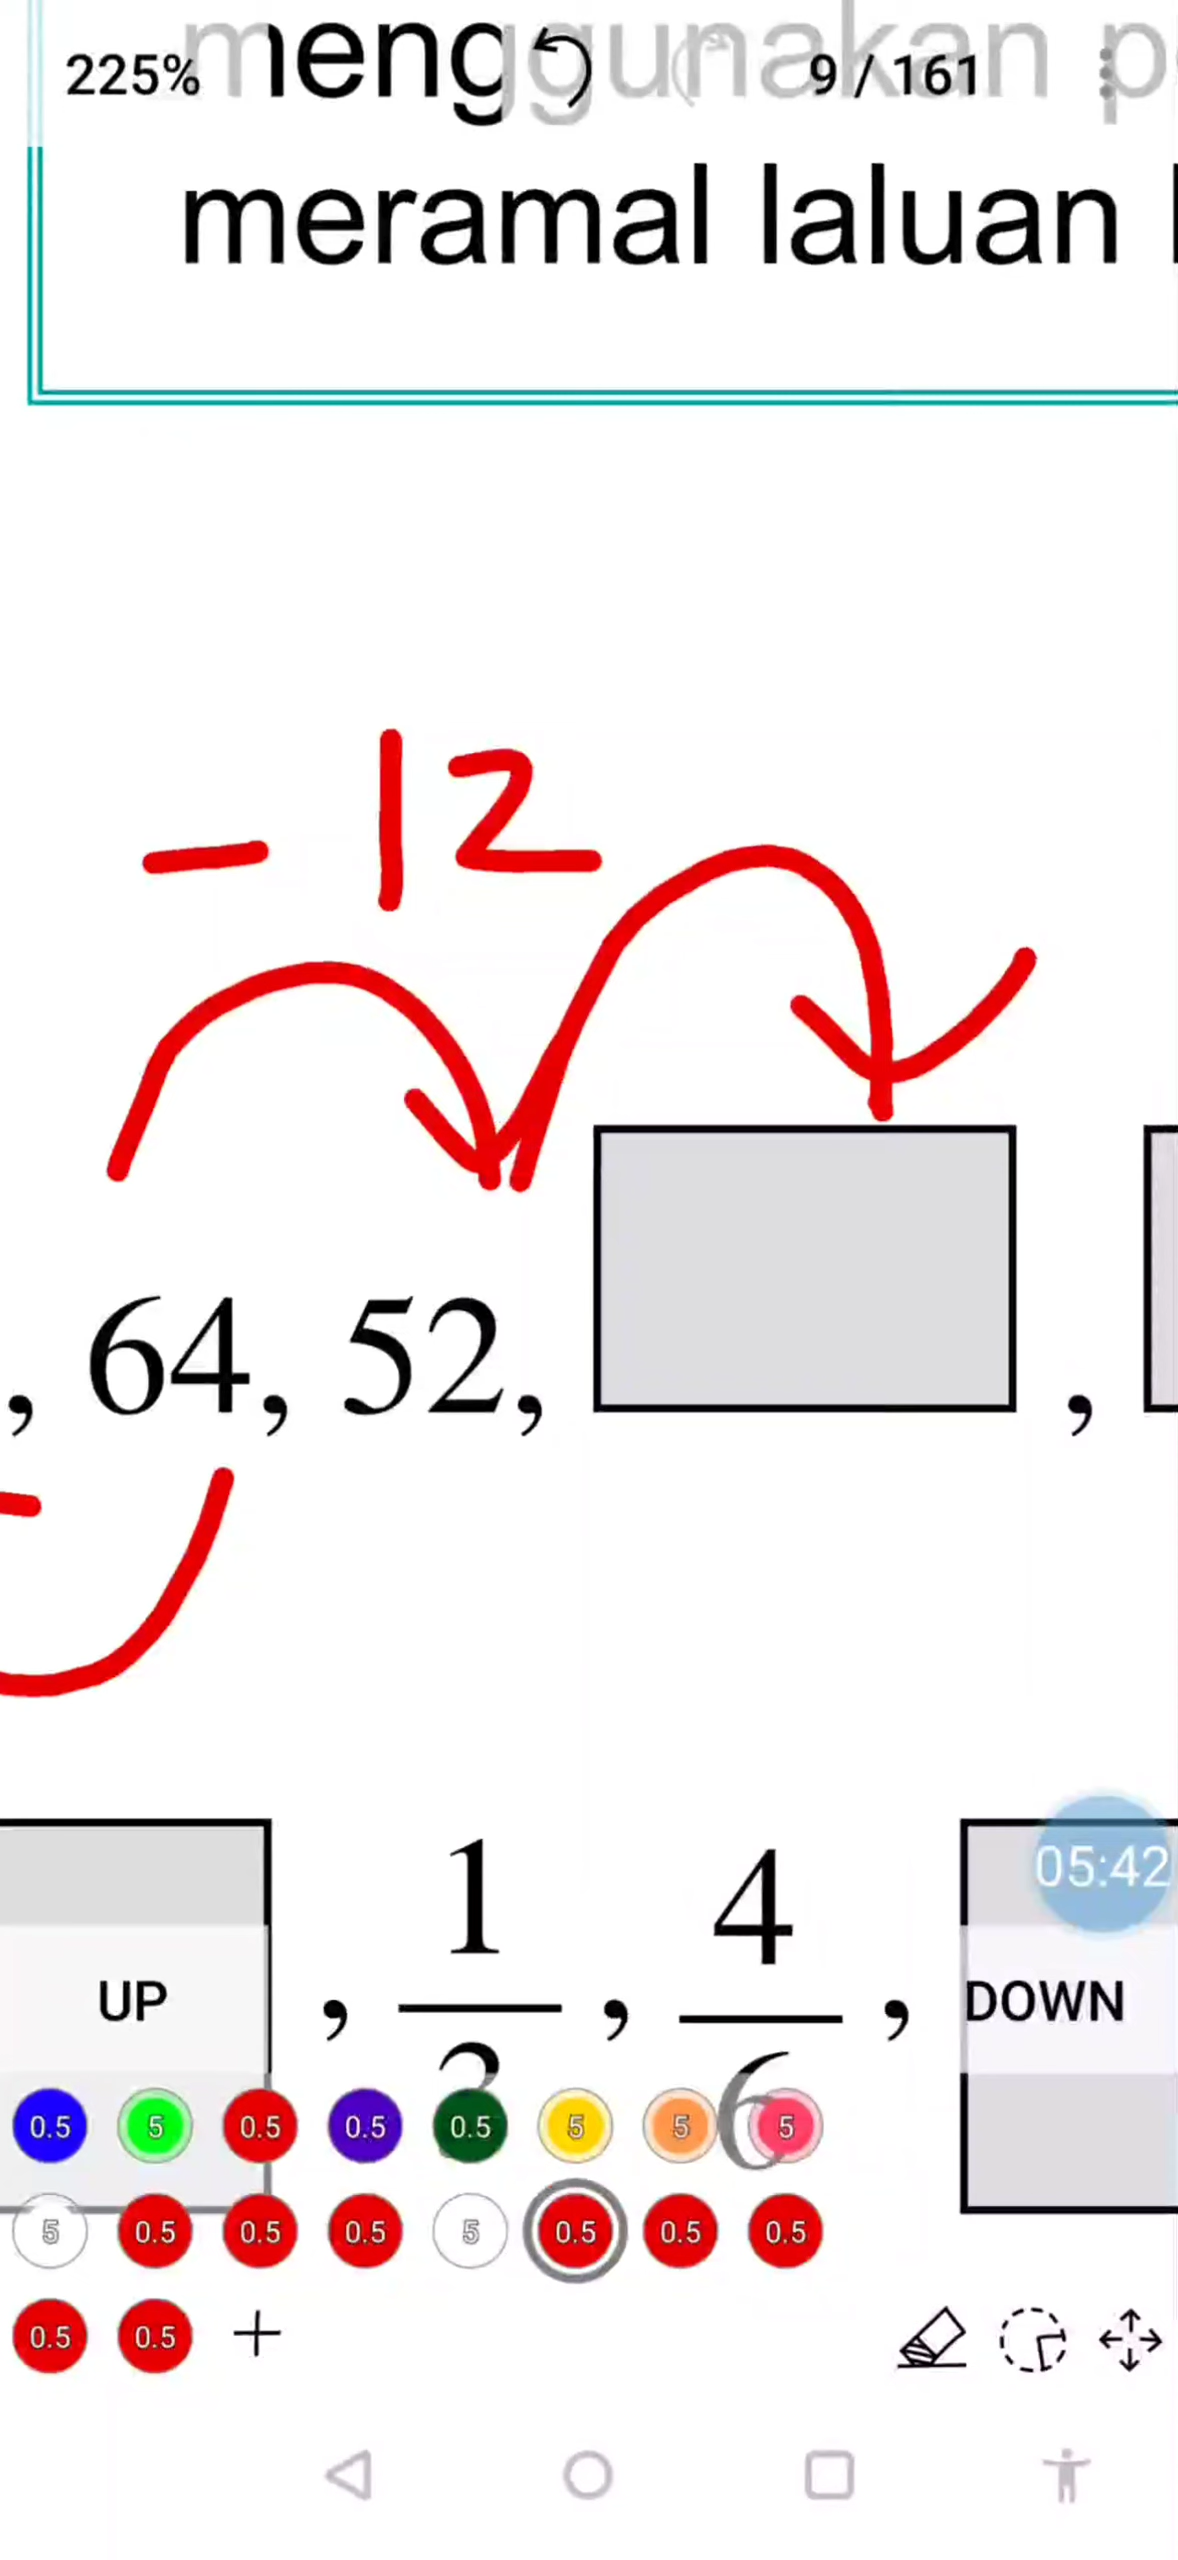 225% menggunakan 9 / 161
meramal laluan
- 12
, 64, 52, ,
05:42
, 1 , 4 ,
UP DOWN
6
0.5 5 0.5 0.5 0.5 5 5 5
5 0.5 0.5 0.5 5 0.5 0.5 0.5
0.5 0.5 +